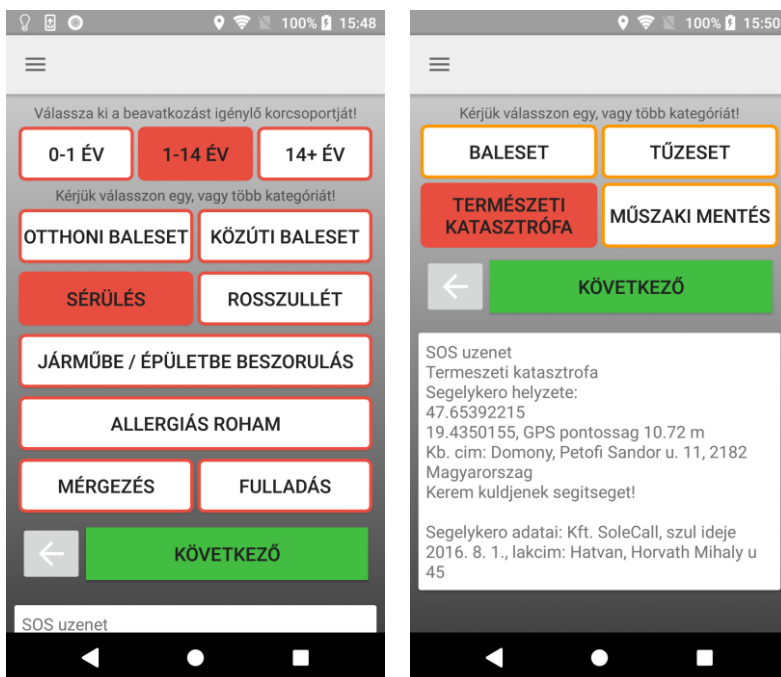 100% 15:48
Válassza ki a beavatkozást igénylő korcsoportját!
0-1 ÉV
1-14 ÉV
14+ ÉV
Kérjük válasszon egy, vagy több kategóriát!
OTTHONI BALESET
KÖZÚTI BALESET
SÉRÜLÉS
ROSSZULLÉT
JÁRMŰBE / ÉPÜLETBE BESZORULÁS
ALLERGIÁS ROHAM
MÉRGEZÉS
FULLADÁS
KÖVETKEZŐ
SOS uzenet
100% 15:50
Kérjük válasszon egy, vagy több kategóriát!
BALESET
TŰZESET
TERMÉSZETI
KATASZTRÓFA
MŰSZAKI MENTÉS
KÖVETKEZŐ
SOS uzenet
Termeszeti katasztrofa
Segelykero helyzete:
47.65392215
19.4350155, GPS pontossag 10.72 m
Kb. cim: Domony, Petofi Sandor u. 11, 2182
Magyarorszag
Kerem kuldjenek segitseget!
Segelykero adatai: Kft. SoleCall, szul ideje
2016. 8. 1., lakcim: Hatvan, Horvath Mihaly u
45